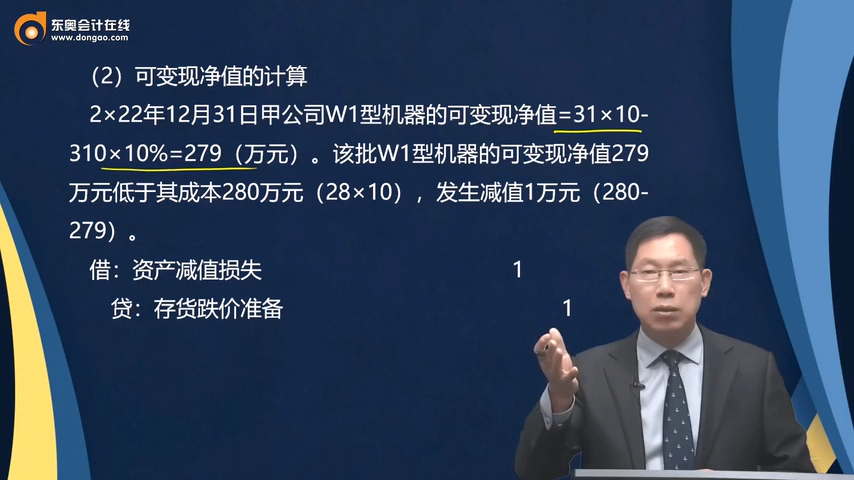 东奥会计在线
www.dongao.com
（2）可变现净值的计算
2×22年12月31日甲公司W1型机器的可变现净值=31×10-
310×10%=279（万元）。该批W1型机器的可变现净值279
万元低于其成本280万元（28×10），发生减值1万元（280-
279）。
借：资产减值损失 1
贷：存货跌价准备 1